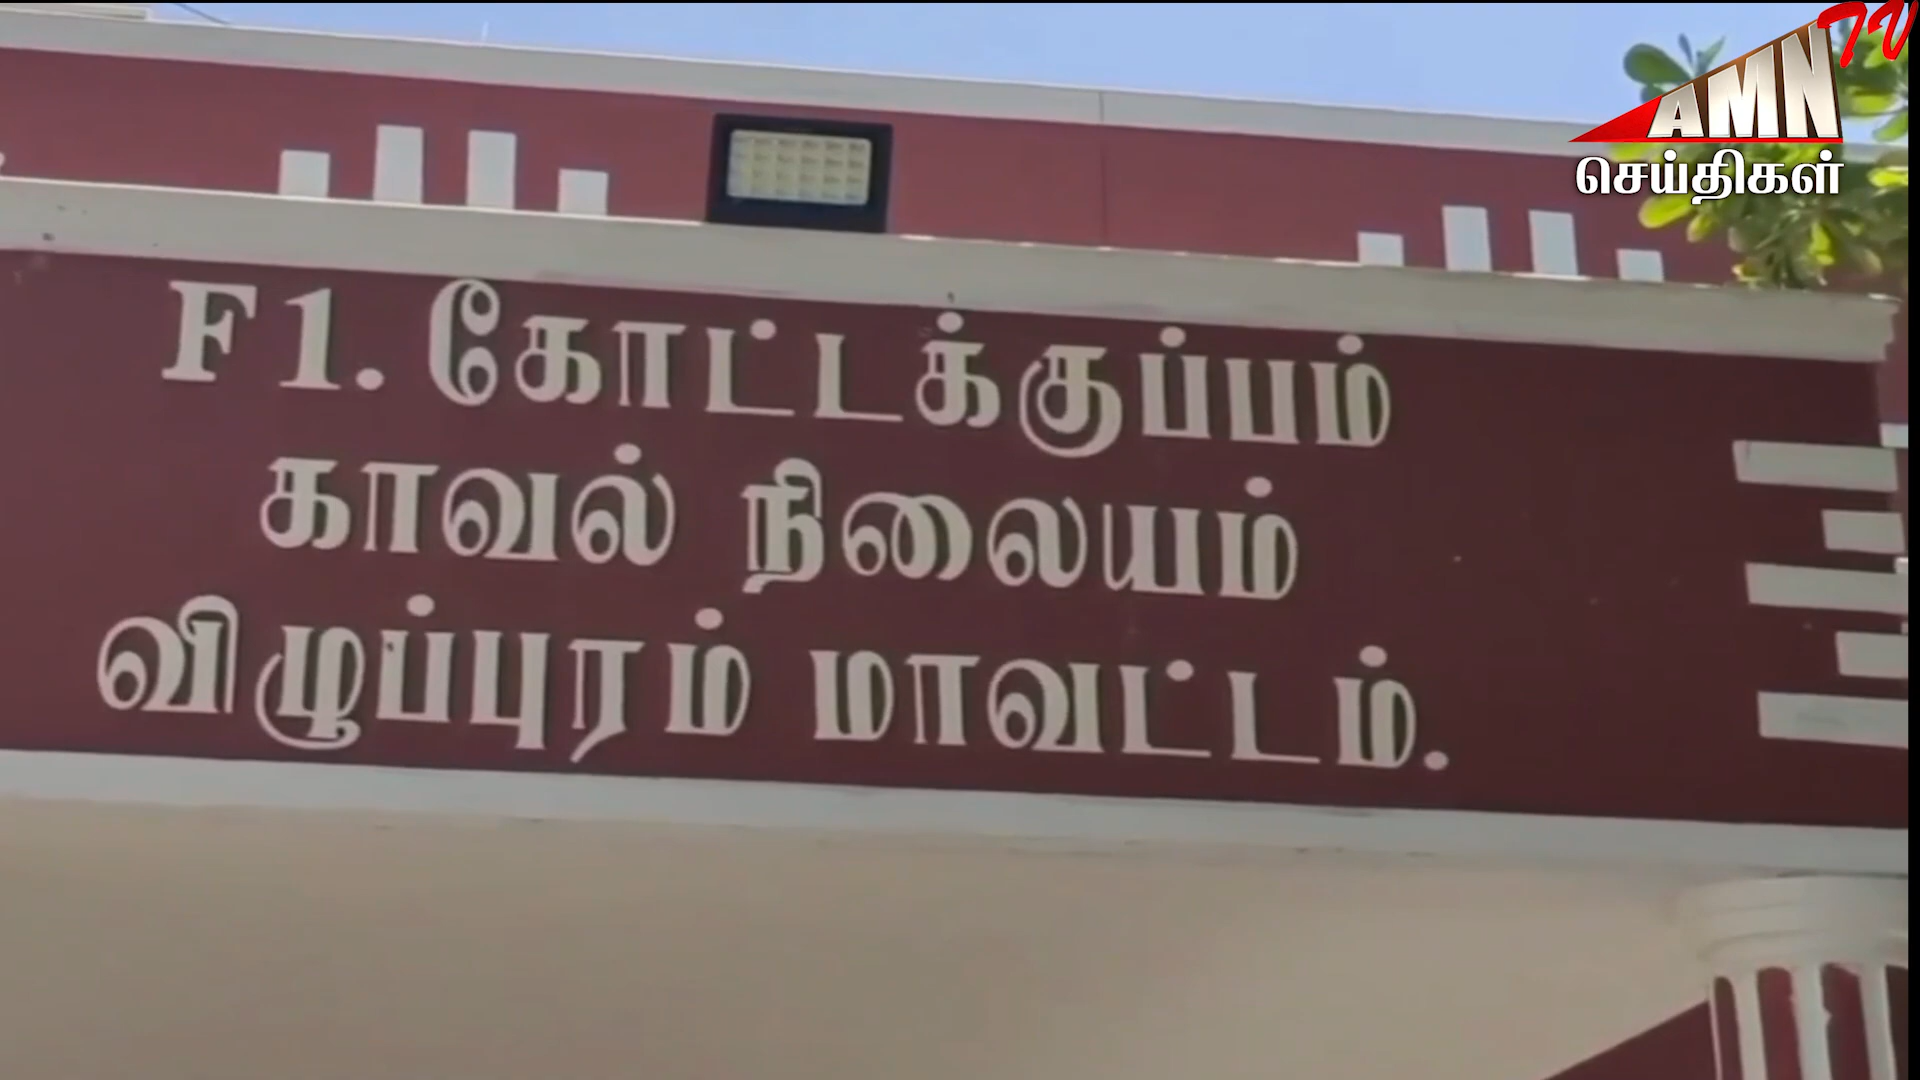 AMN TV
செய்திகள்
F1. கோட்டக்குப்பம்
காவல் நிலையம்
விழுப்புரம் மாவட்டம்.